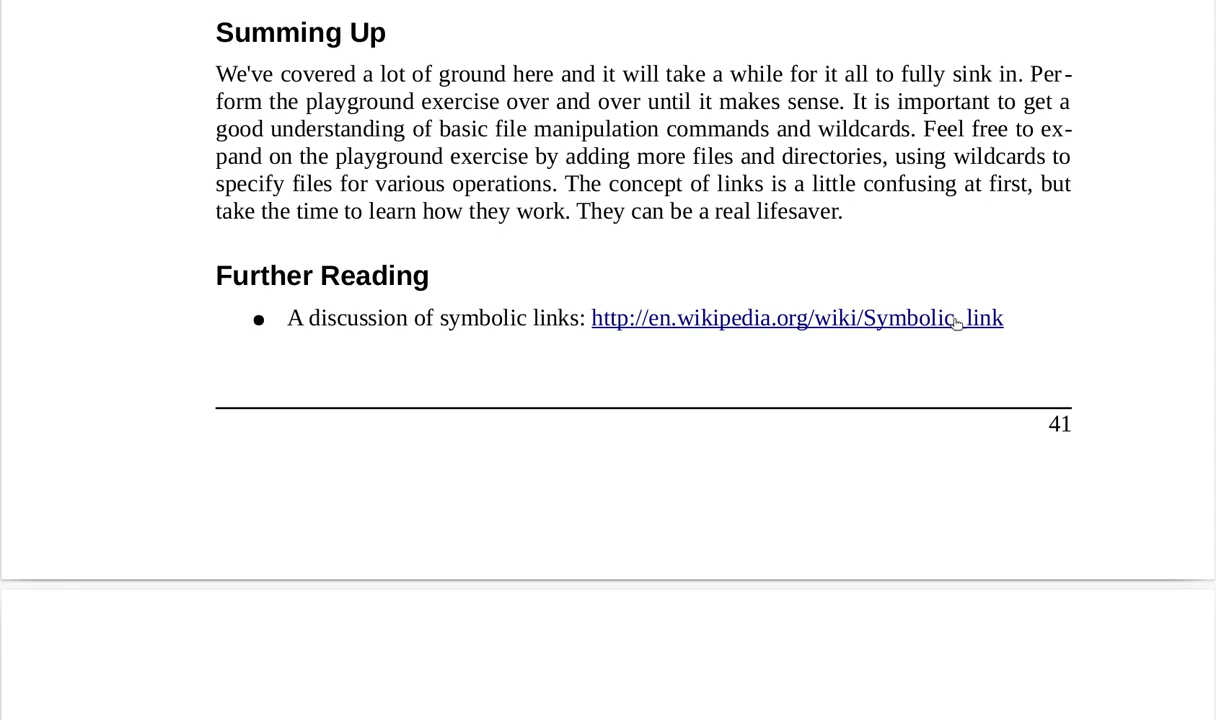 Summing Up
We've covered a lot of ground here and it will take a while for it all to fully sink in. Per-
form the playground exercise over and over until it makes sense. It is important to get a
good understanding of basic file manipulation commands and wildcards. Feel free to ex-
pand on the playground exercise by adding more files and directories, using wildcards to
specify files for various operations. The concept of links is a little confusing at first, but
take the time to learn how they work. They can be a real lifesaver.
Further Reading
● A discussion of symbolic links: http://en.wikipedia.org/wiki/Symbolic_link
41